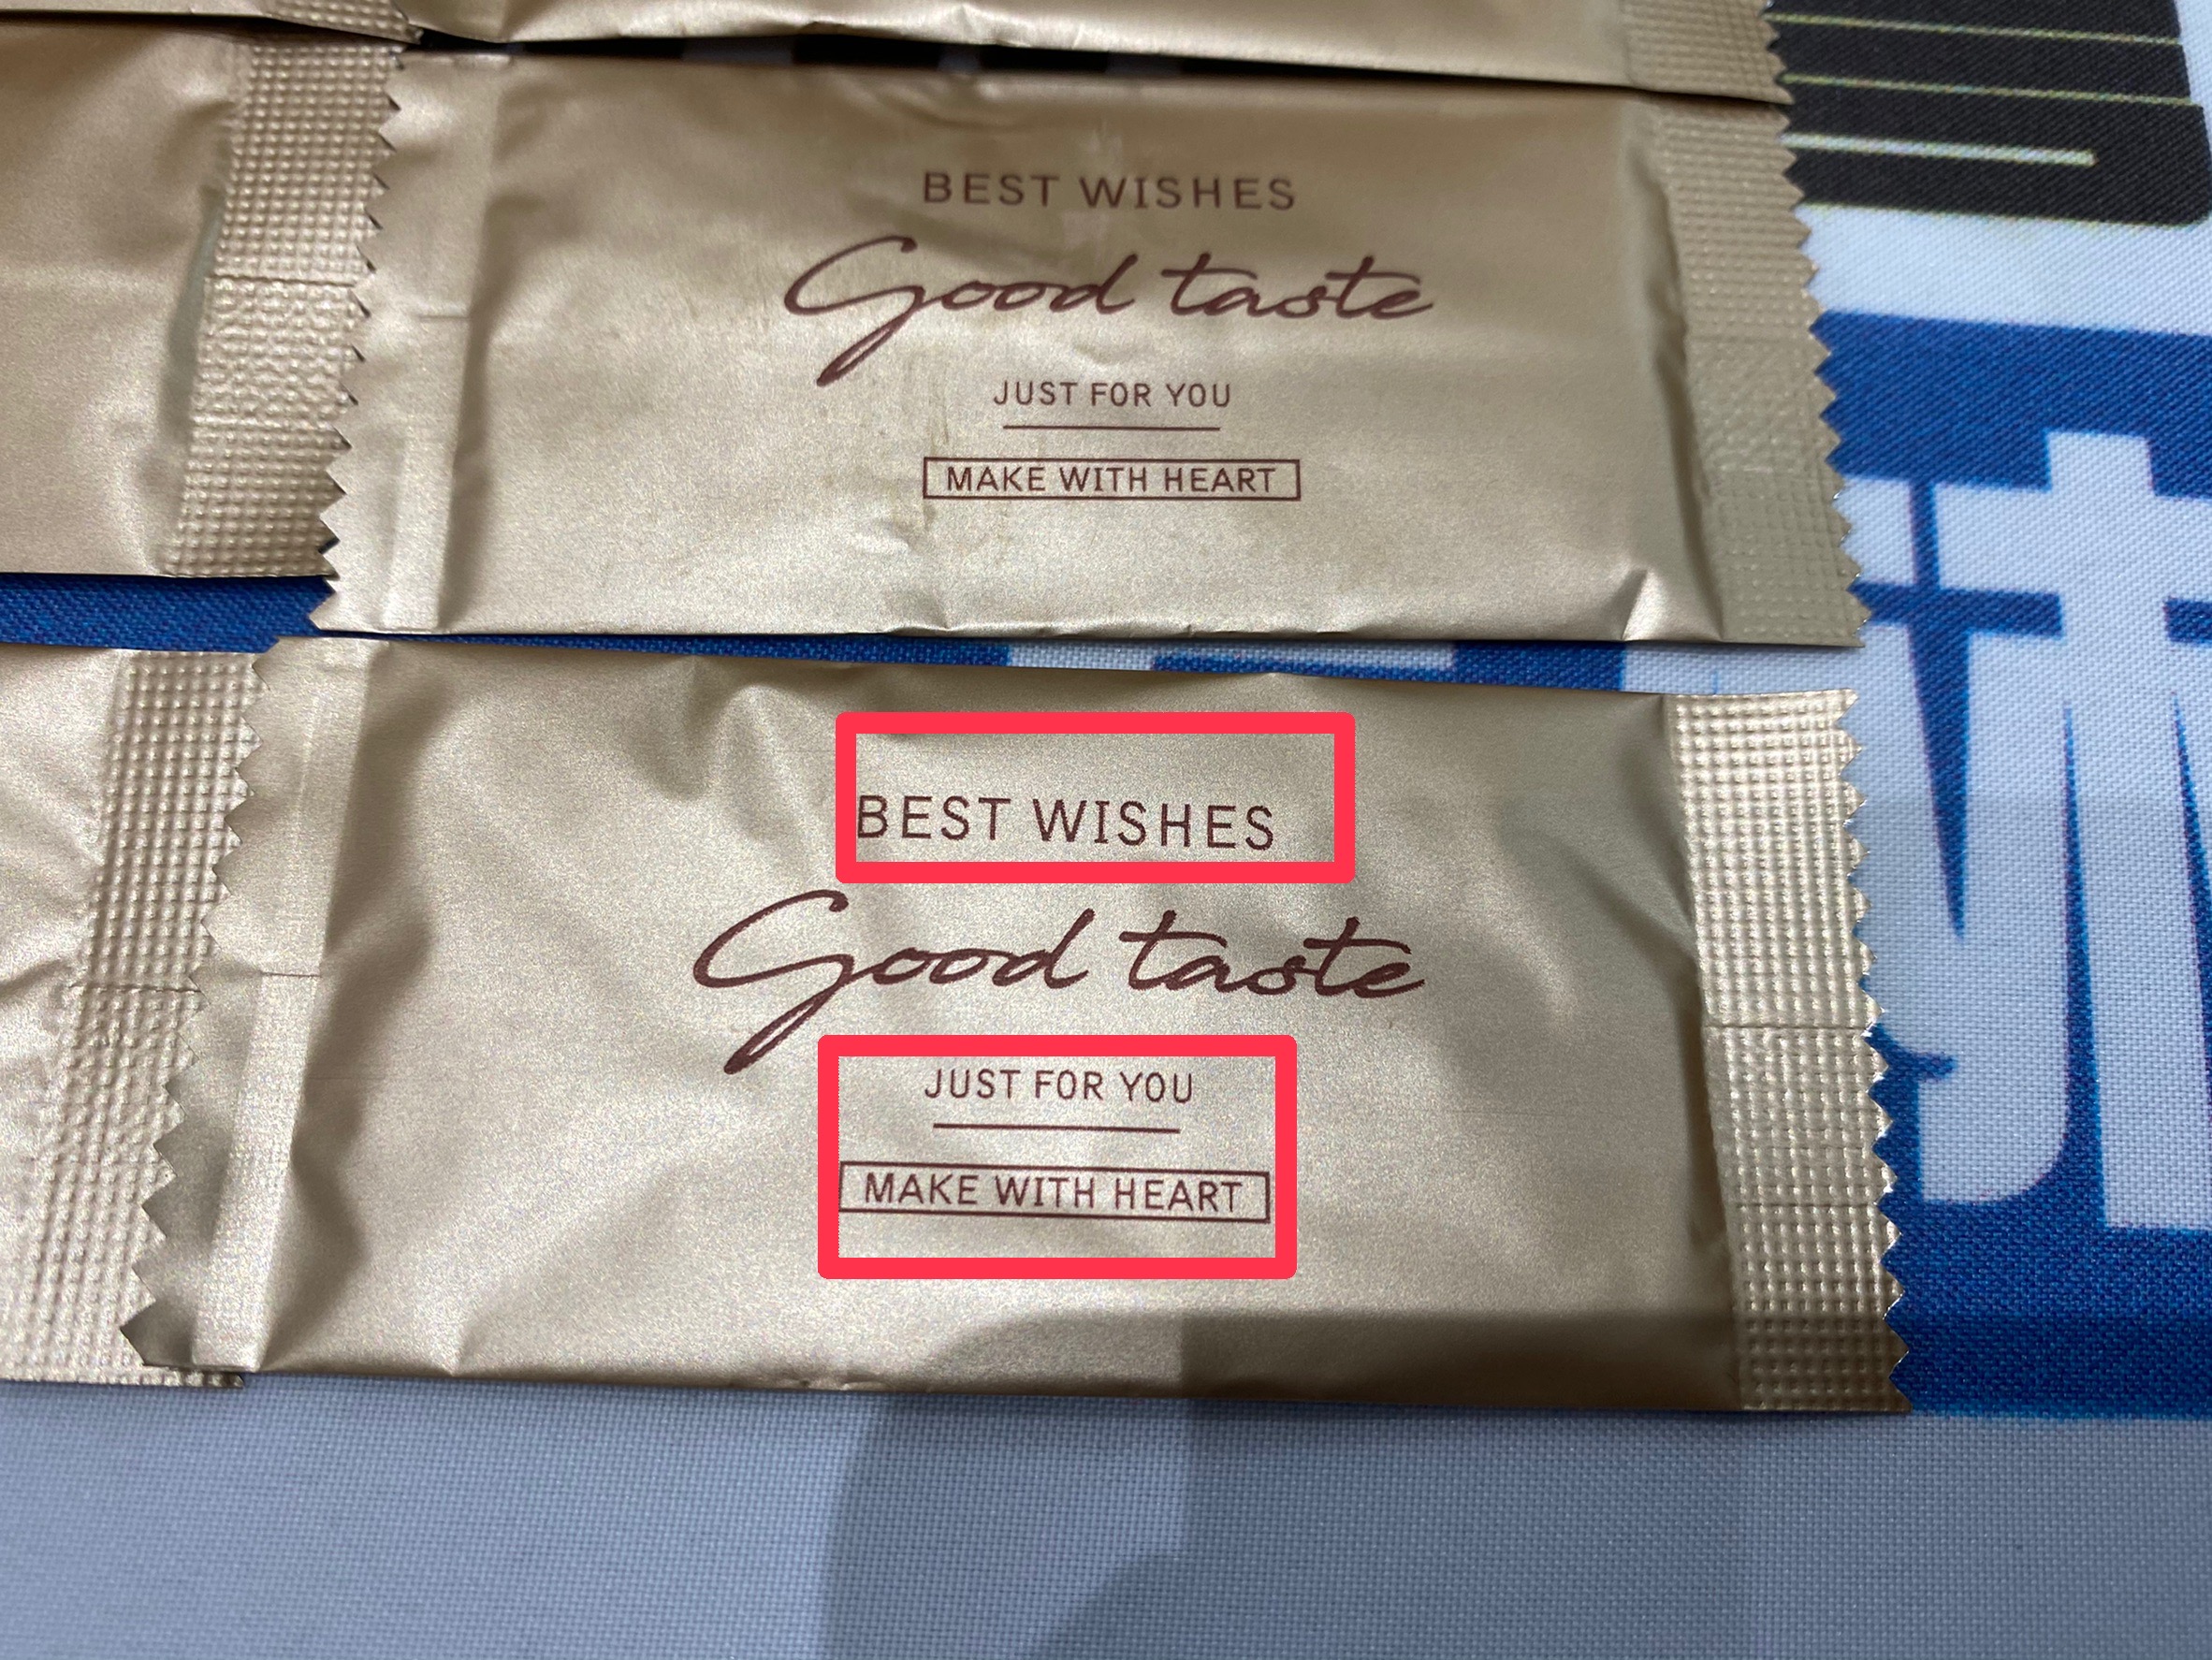 BEST WISHES
Good taste
JUST FOR YOU
MAKE WITH HEART
BEST WISHES
Good taste
JUST FOR YOU
MAKE WITH HEART